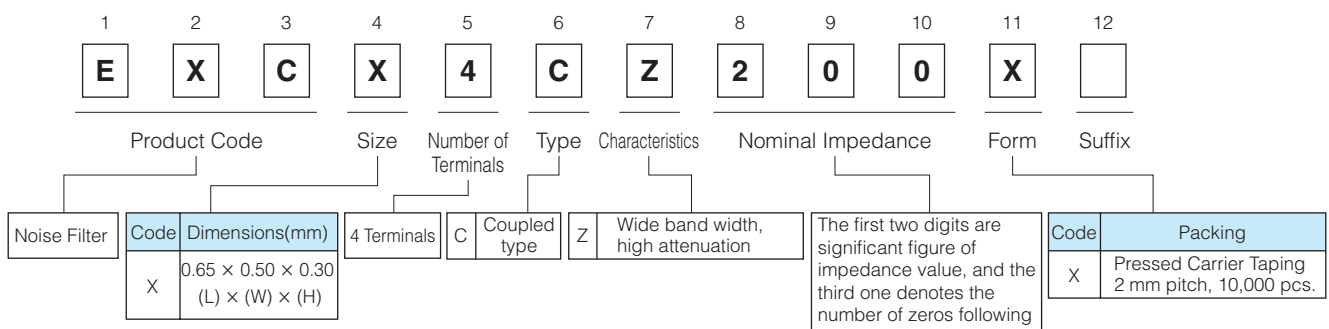 1 2 3 4 5 6 7 8 9 10 11 12
E X C X 4 C Z 2 0 0 X
Product Code Size Number of Terminals Type Characteristics Nominal Impedance Form Suffix
Noise Filter
Code Dimensions(mm)
X 0.65 × 0.50 × 0.30
(L) × (W) × (H)
4 Terminals
C Coupled
type
Z Wide band width,
high attenuation
The first two digits are
significant figure of
impedance value, and the
third one denotes the
number of zeros following
Code Packing
X Pressed Carrier Taping
2 mm pitch, 10,000 pcs.